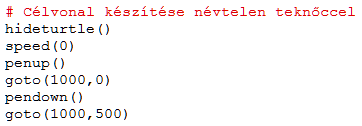 # Célvonal készítése névtelen teknőccel
hideturtle()
speed(0)
penup()
goto(1000,0)
pendown()
goto(1000,500)